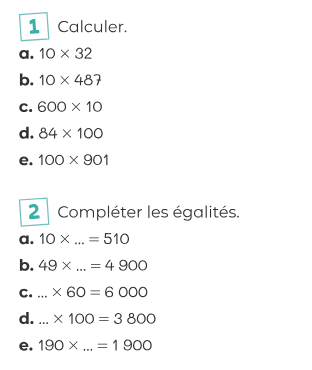 1 Calculer.
a. 10 × 32
b. 10 × 487
c. 600 × 10
d. 84 × 100
e. 100 × 901
2 Compléter les égalités.
a. 10 × ... = 510
b. 49 × ... = 4 900
c. ... × 60 = 6 000
d. ... × 100 = 3 800
e. 190 × ... = 1 900